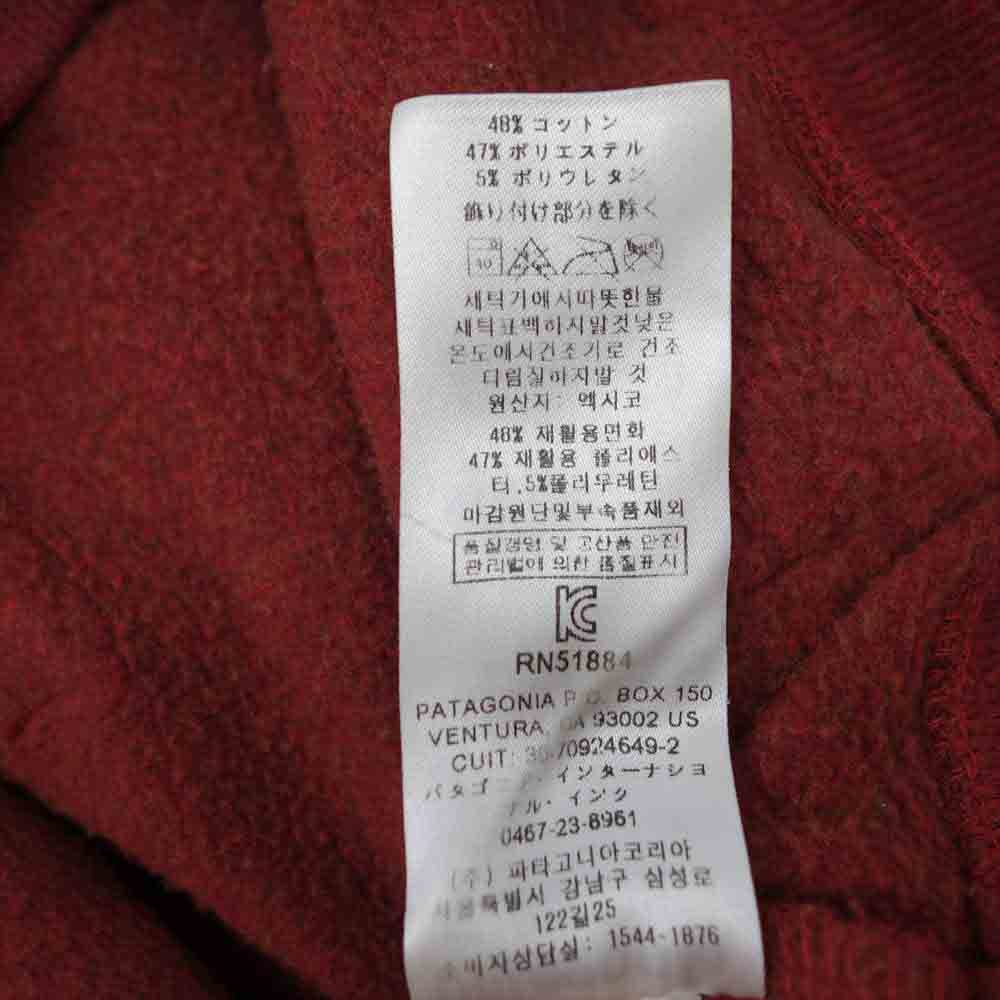 48% コットン
47% ポリエステル
5% ポリウレタン
飾り付け部分を除く
세탁기에서따뜻한물
세탁표백하지말것낮은
온도에서건조기로 건조
다림질하지말 것
원산지: 멕시코
48% 재활용면화
47% 재활용 폴리에스
터,5%폴리우레탄
마감원단및부속품재외
품질경영 및 공산품 안전
관리법에 의한 품질표시
KC
RN51884
PATAGONIA P.O. BOX 150
VENTURA, CA 93002 US
CUIT: 30-70924649-2
パタゴニア・インターナショ
ナル・インク
0467-23-8961
(주) 파타고니아코리아
서울특별시 강남구 삼성로
122길25
소비자상담실: 1544-1876